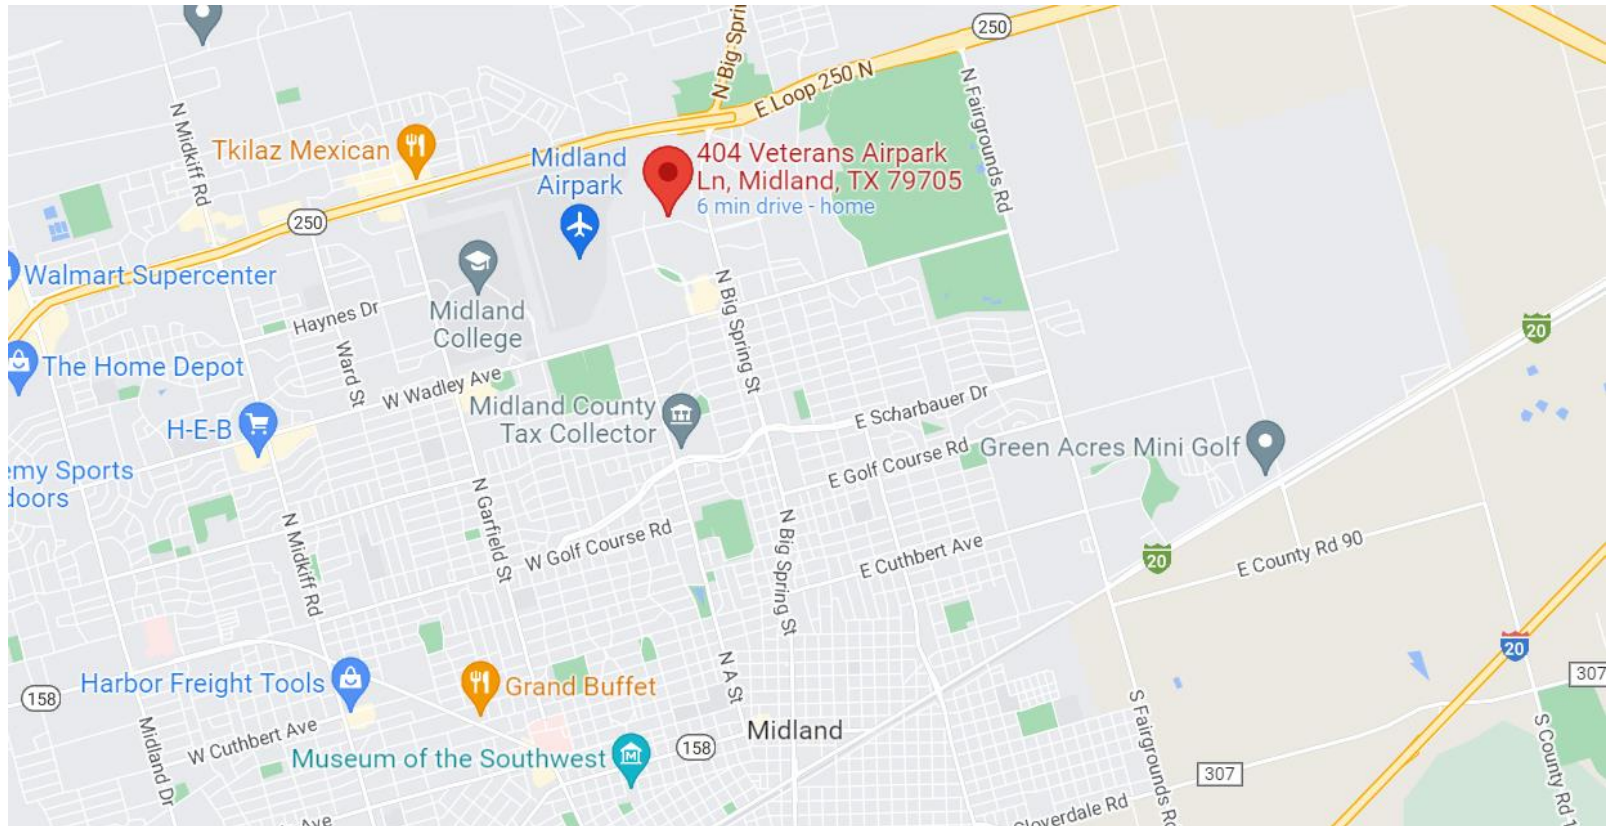 N Big Sprin
250
E Loop 250 N
N Midkiff Rd
Tkilaz Mexican
Midland
Airpark
404 Veterans Airpark
Ln, Midland, TX 79705
6 min drive - home
N Fairgrounds Rd
250
Walmart Supercenter
Midland
College
Haynes Dr
N Big Spring St
20
The Home Depot
Ward St
W Wadley Ave
H-E-B
Midland County
Tax Collector
E Scharbauer Dr
emy Sports
doors
E Golf Course Rd
Green Acres Mini Golf
N Garfield St
N Midkiff Rd
W Golf Course Rd
N Big Spring St
E Cuthbert Ave
20
E County Rd 90
20
307
158
Harbor Freight Tools
Grand Buffet
N A St
Midland
S Fairgrounds Rd
S County Rd 1
Midland Dr
W Cuthbert Ave
Museum of the Southwest
158
307
Cloverdale Rd
Ave